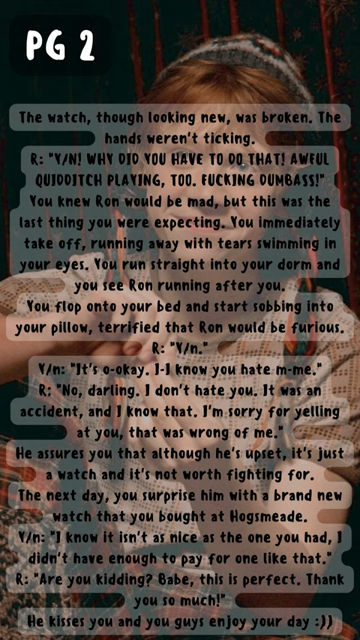 PG 2
The watch, though looking new, was broken. The
hands weren't ticking.
R: "Y/N! WHY DID YOU HAVE TO DO THAT! AWFUL
QUIDDITCH PLAYING, TOO. FUCKING DUMBASS!"
You knew Ron would be mad, but this was the
last thing you were expecting. You immediately
take off, running away with tears swimming in
your eyes. You run straight into your dorm and
you see Ron running after you.
You flop onto your bed and start sobbing into
your pillow, terrified that Ron would be furious.
R: "Y/n."
Y/n: "It's o-okay. I-I know you hate m-me."
R: "No, darling. I don't hate you. It was an
accident, and I know that. I'm sorry for yelling
at you, that was wrong of me."
He assures you that although he's upset, it's just
a watch and it's not worth fighting for.
The next day, you surprise him with a brand new
watch that you bought at Hogsmeade.
Y/n: "I know it isn't as nice as the one you had, I
didn't have enough to pay for one like that."
R: "Are you kidding? Babe, this is perfect. Thank
you so much!"
He kisses you and you guys enjoy your day :))